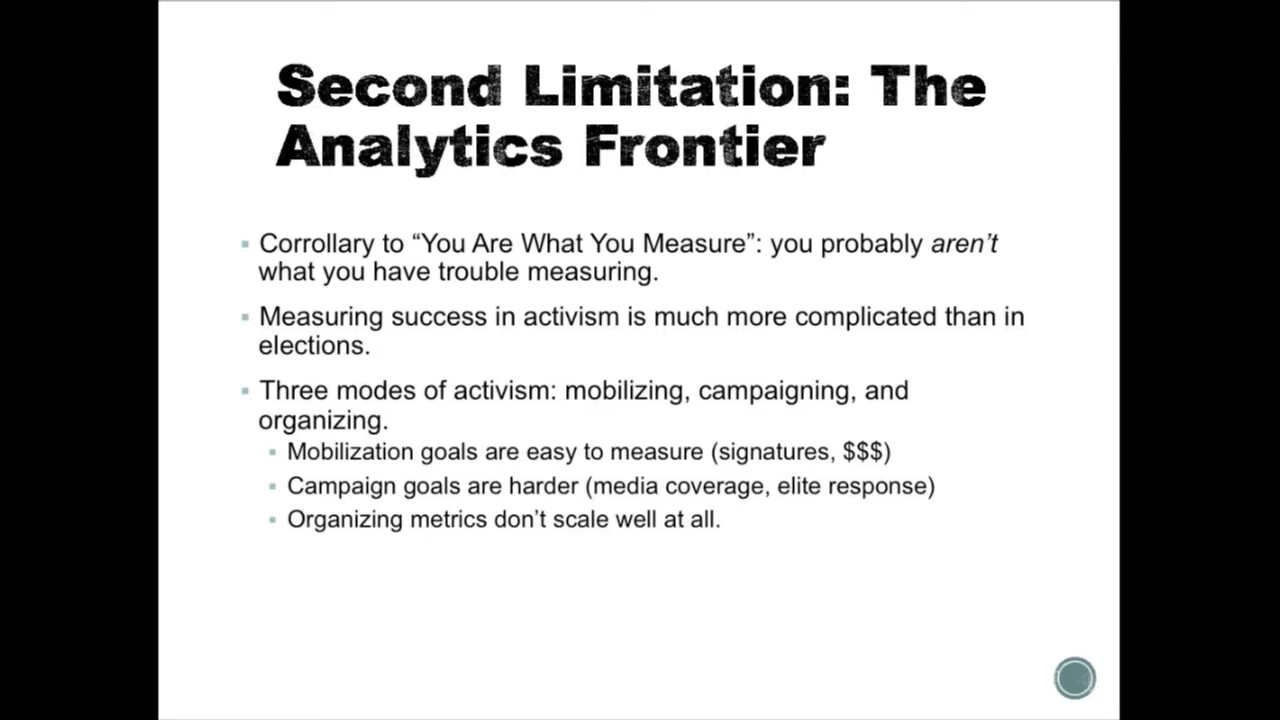 Second Limitation: The
Analytics Frontier
Corrollary to “You Are What You Measure”: you probably aren’t
what you have trouble measuring.
Measuring success in activism is much more complicated than in
elections.
Three modes of activism: mobilizing, campaigning, and
organizing.
Mobilization goals are easy to measure (signatures, $$$)
Campaign goals are harder (media coverage, elite response)
Organizing metrics don’t scale well at all.